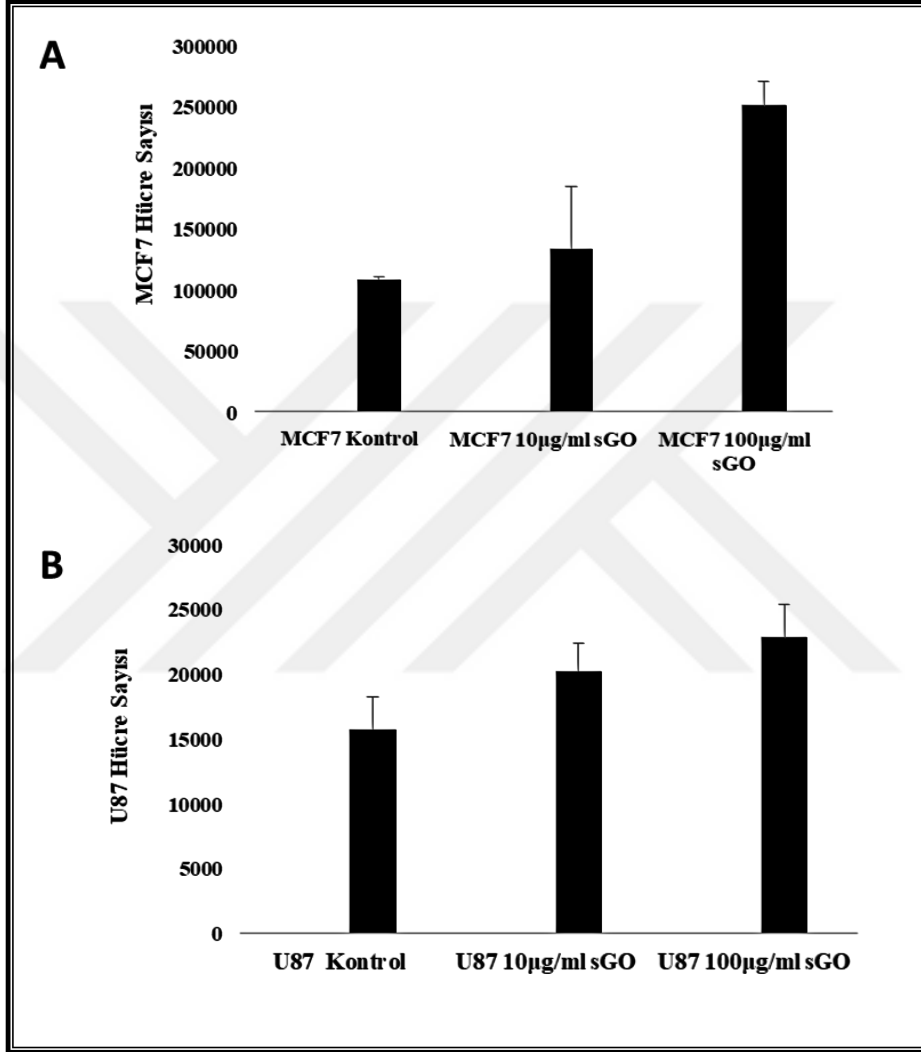 A
MCF7 Hücre Sayısı
300000
250000
200000
150000
100000
50000
0
MCF7 Kontrol
MCF7 10µg/ml sGO
MCF7 100µg/ml
sGO
B
U87 Hücre Sayısı
30000
25000
20000
15000
10000
5000
0
U87 Kontrol
U87 10µg/ml sGO
U87 100µg/ml sGO